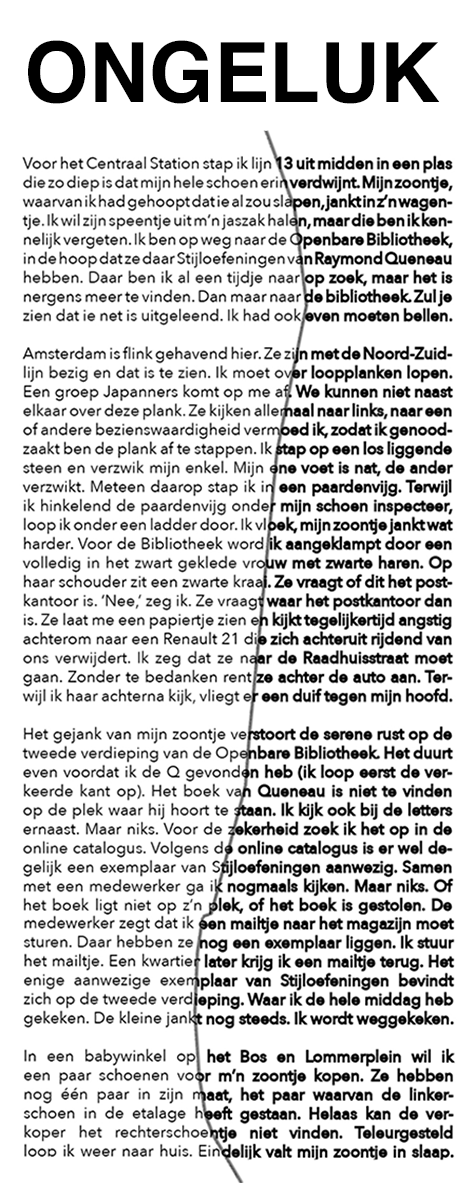 ONGELUK
Voor het Centraal Station stap ik lijn 13 uit midden in een plas
die zo diep is dat mijn hele schoen erin verdwijnt. Mijn zoontje,
waarvan ik had gehoopt dat ie al zou slapen, jankt in z'n wagen-
tje. Ik wil zijn speentje uit m'n jaszak halen, maar die ben ik ken-
nelijk vergeten. Ik ben op weg naar de Openbare Bibliotheek,
in de hoop dat ze daar Stijloefeningen van Raymond Queneau
hebben. Daar ben ik al een tijdje naar op zoek, maar het is
nergens meer te vinden. Dan maar naar de bibliotheek. Zul je
zien dat ie net is uitgeleend. Ik had ook even moeten bellen.
Amsterdam is flink gehavend hier. Ze zijn met de Noord-Zuid-
lijn bezig en dat is te zien. Ik moet over loopplanken lopen.
Een groep Japanners komt op me af. We kunnen niet naast
elkaar over deze plank. Ze kijken allemaal naar links, naar een
of andere bezienswaardigheid vermoed ik, zodat ik genood-
zaakt ben de plank af te stappen. Ik stap op een los liggende
steen en verzwik mijn enkel. Mijn ene voet is nat, de ander
verzwikt. Meteen daarop stap ik in een paardenvijg. Terwijl
ik hinkelend de paardenvijg onder mijn schoen inspecteer,
loop ik onder een ladder door. Ik vloek, mijn zoontje jankt wat
harder. Voor de Bibliotheek word ik aangeklampt door een
volledig in het zwart geklede vrouw met zwarte haren. Op
haar schouder zit een zwarte kraai. Ze vraagt of dit het post-
kantoor is. 'Nee,' zeg ik. Ze vraagt waar het postkantoor dan
is. Ze laat me een papiertje zien en kijkt tegelijkertijd angstig
achterom naar een Renault 21 die zich achteruit rijdend van
ons verwijdert. Ik zeg dat ze naar de Raadhuisstraat moet
gaan. Zonder te bedanken rent ze achter de auto aan. Ter-
wijl ik haar achterna kijk, vliegt er een duif tegen mijn hoofd.
Het gejank van mijn zoontje verstoort de serene rust op de
tweede verdieping van de Openbare Bibliotheek. Het duurt
even voordat ik de Q gevonden heb (ik loop eerst de ver-
keerde kant op). Het boek van Queneau is niet te vinden
op de plek waar hij hoort te staan. Ik kijk ook bij de letters
ernaast. Maar niks. Voor de zekerheid zoek ik het op in de
online catalogus. Volgens de online catalogus is er wel de-
gelijk een exemplaar van Stijloefeningen aanwezig. Samen
met een medewerker ga ik nogmaals kijken. Maar niks. Of
het boek ligt niet op z'n plek, of het boek is gestolen. De
medewerker zegt dat ik een mailtje naar het magazijn moet
sturen. Daar hebben ze nog een exemplaar liggen. Ik stuur
het mailtje. Een kwartier later krijg ik een mailtje terug. Het
enige aanwezige exemplaar van Stijloefeningen bevindt
zich op de tweede verdieping. Waar ik de hele middag heb
gekeken. De kleine jankt nog steeds. Ik word weggekeken.
In een babywinkel op het Bos en Lommerplein wil ik
een paar schoenen voor m'n zoontje kopen. Ze hebben
nog één paar in zijn maat, het paar waarvan de linker-
schoen in de etalage heeft gestaan. Helaas kan de ver-
koper het rechterschoentje niet vinden. Teleurgesteld
loop ik weer naar huis. Eindelijk valt mijn zoontje in slaap.